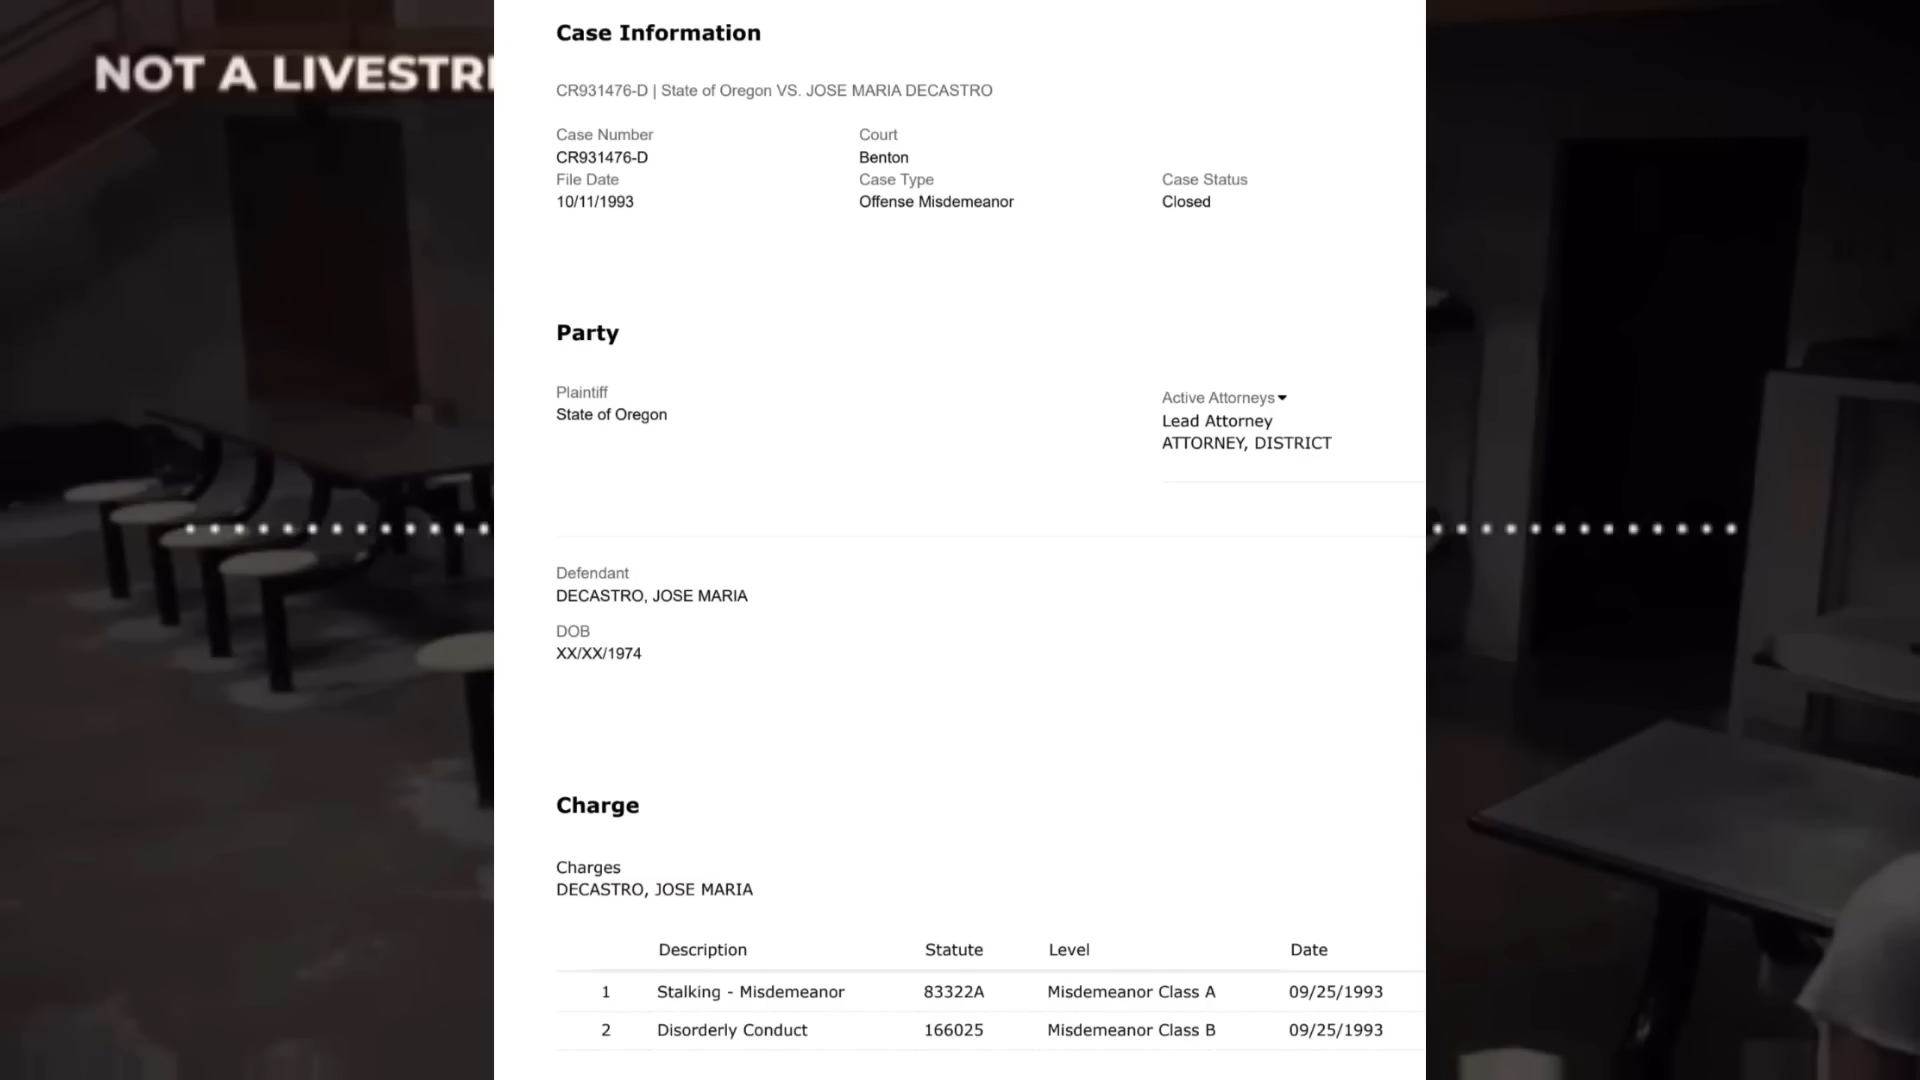 NOT A LIVESTR
Case Information
CR931476-D | State of Oregon VS. JOSE MARIA DECASTRO
Case Number Court
CR931476-D Benton
File Date Case Type Case Status
10/11/1993 Offense Misdemeanor Closed
Party
Plaintiff Active Attorneys
State of Oregon Lead Attorney
ATTORNEY, DISTRICT
Defendant
DECASTRO, JOSE MARIA
DOB
XX/XX/1974
Charge
Charges
DECASTRO, JOSE MARIA
Description Statute Level Date
1 Stalking - Misdemeanor 83322A Misdemeanor Class A 09/25/1993
2 Disorderly Conduct 166025 Misdemeanor Class B 09/25/1993